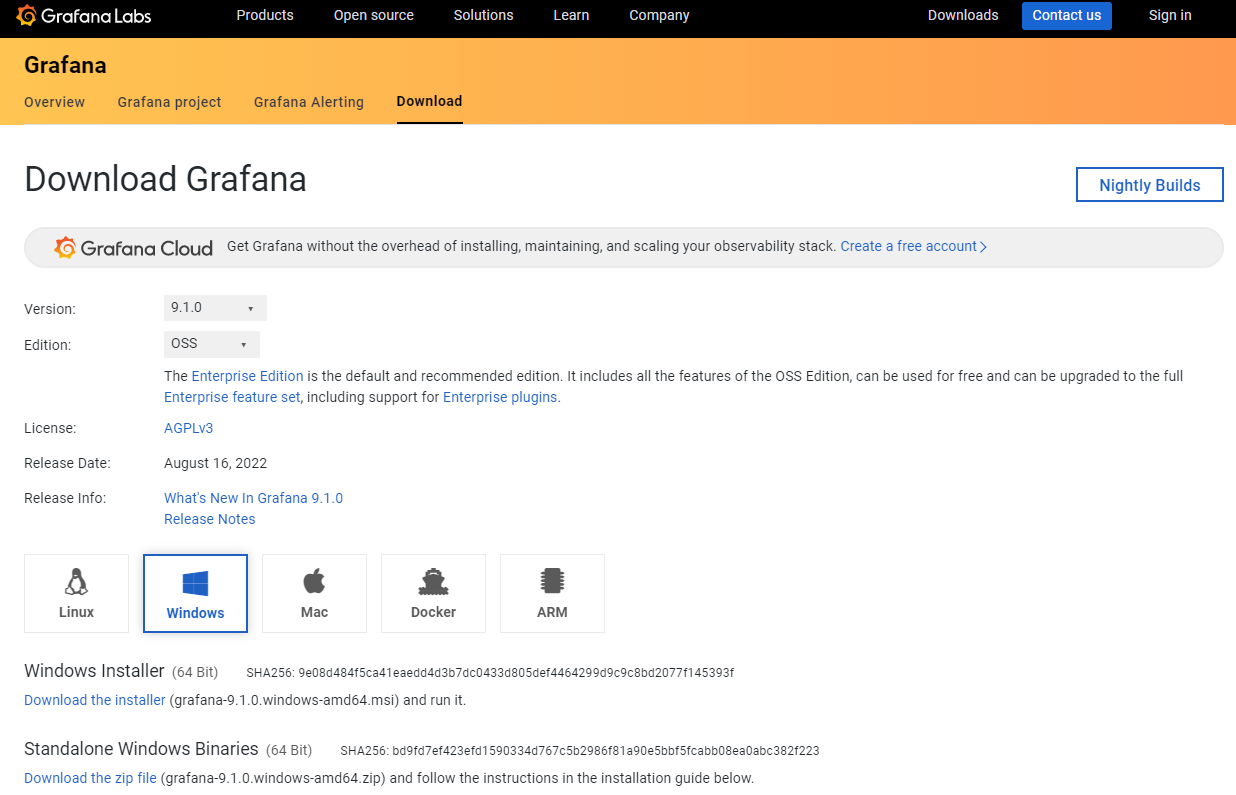 Grafana Labs Products Open source Solutions Learn Company Downloads Contact us Sign in
Grafana
Overview Grafana project Grafana Alerting Download
Download Grafana
Nightly Builds
Grafana Cloud Get Grafana without the overhead of installing, maintaining, and scaling your observability stack. Create a free account
Version: 9.1.0
Edition: OSS
The Enterprise Edition is the default and recommended edition. It includes all the features of the OSS Edition, can be used for free and can be upgraded to the full
Enterprise feature set, including support for Enterprise plugins.
License: AGPLv3
Release Date: August 16, 2022
Release Info: What's New In Grafana 9.1.0
Release Notes
Linux Windows Mac Docker ARM
Windows Installer (64 Bit) SHA256: 9e08d484f5ca41eaedd4d3b7dc0433d805def4464299d9c9c8bd2077f145393f
Download the installer (grafana-9.1.0.windows-amd64.msi) and run it.
Standalone Windows Binaries (64 Bit) SHA256: bd9fd7ef423efd1590334d767c5b2986f81a90e5bbf5fcabb08ea0abc382f223
Download the zip file (grafana-9.1.0.windows-amd64.zip) and follow the instructions in the installation guide below.